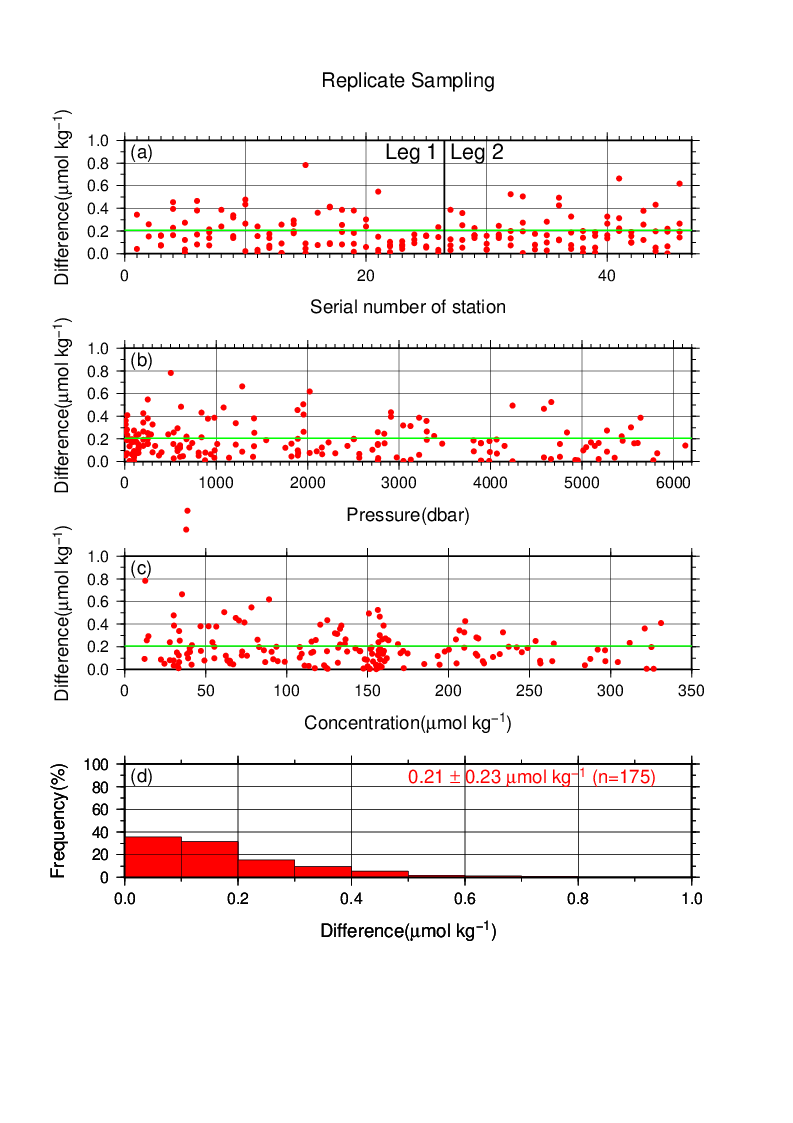 Replicate Sampling
Difference(μmol kg⁻¹)
1.0
0.8
0.6
0.4
0.2
0.0
(a)
Leg 1
Leg 2
0 20 40
Serial number of station
Difference(μmol kg⁻¹)
1.0
0.8
0.6
0.4
0.2
0.0
(b)
0 1000 2000 3000 4000 5000 6000
Pressure(dbar)
Difference(μmol kg⁻¹)
1.0
0.8
0.6
0.4
0.2
0.0
(c)
0 50 100 150 200 250 300 350
Concentration(μmol kg⁻¹)
Frequency(%)
100
80
60
40
20
0
(d)
0.21 ± 0.23 μmol kg⁻¹ (n=175)
0.0 0.2 0.4 0.6 0.8 1.0
Difference(μmol kg⁻¹)